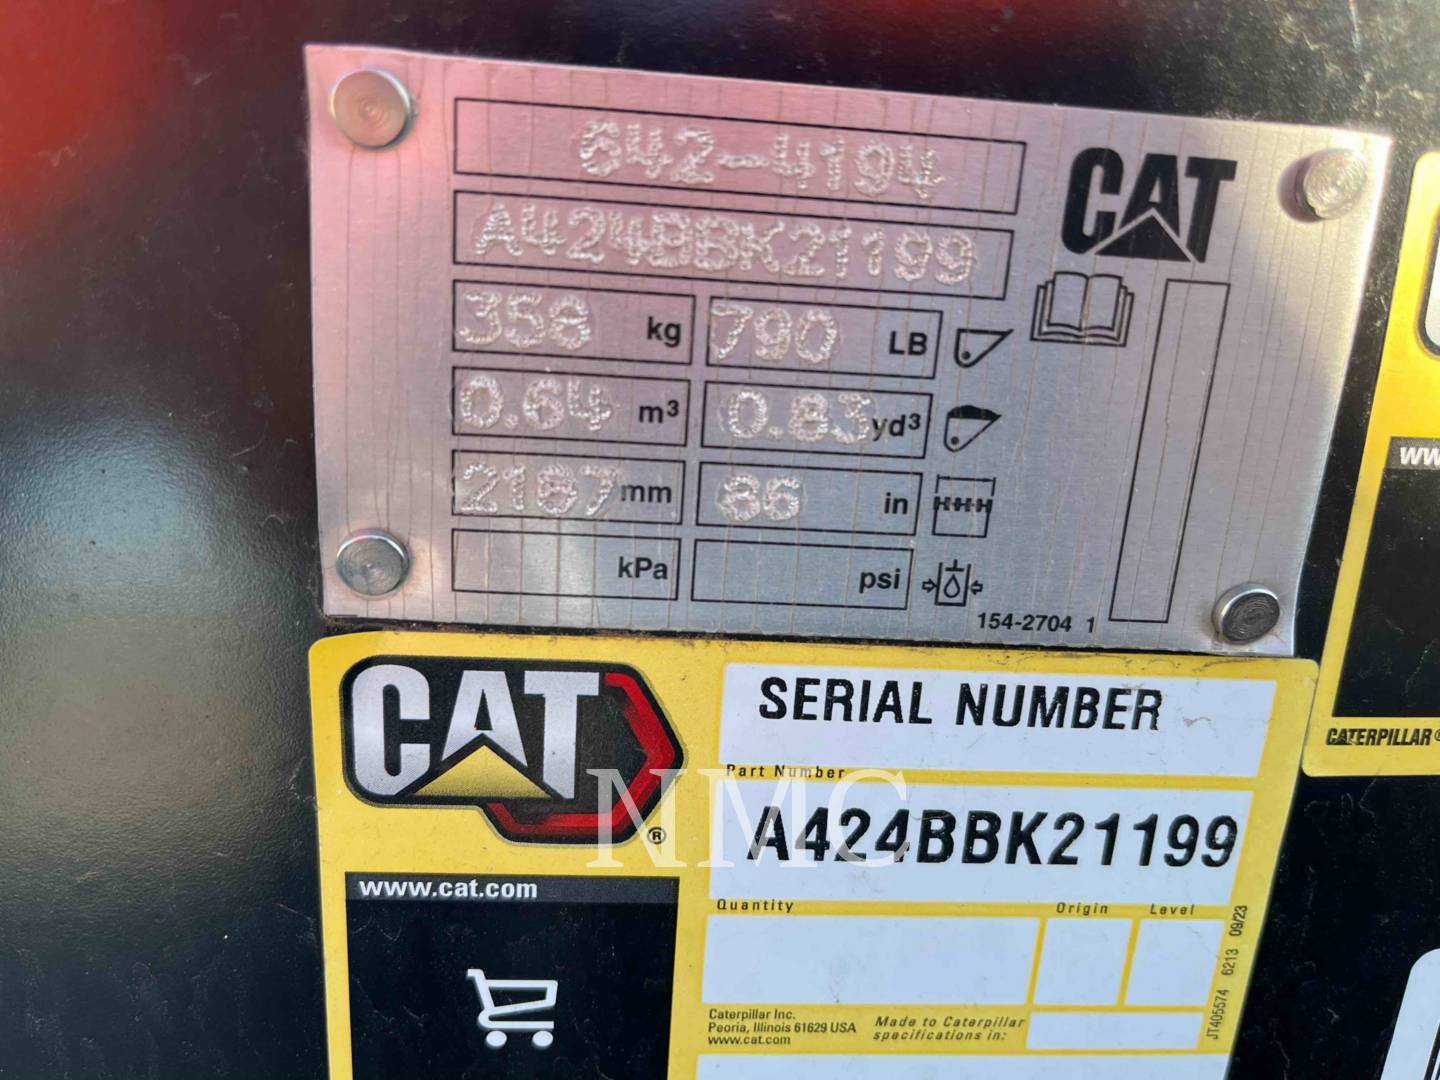 642-4194
CAT
A424BBK21199
358 kg 790 LB
0.64 m³ 0.83 yd³
2187 mm 86 in
kPa psi
154-2704 1
CAT
®
SERIAL NUMBER
Part Number
A424BBK21199
NMC
www.cat.com
Quantity Origin Level
Caterpillar Inc.
Peoria, Illinois 61629 USA
www.cat.com
Made to Caterpillar
specifications in:
JT405574 6213 09/23
ww
CATERPILLAR®